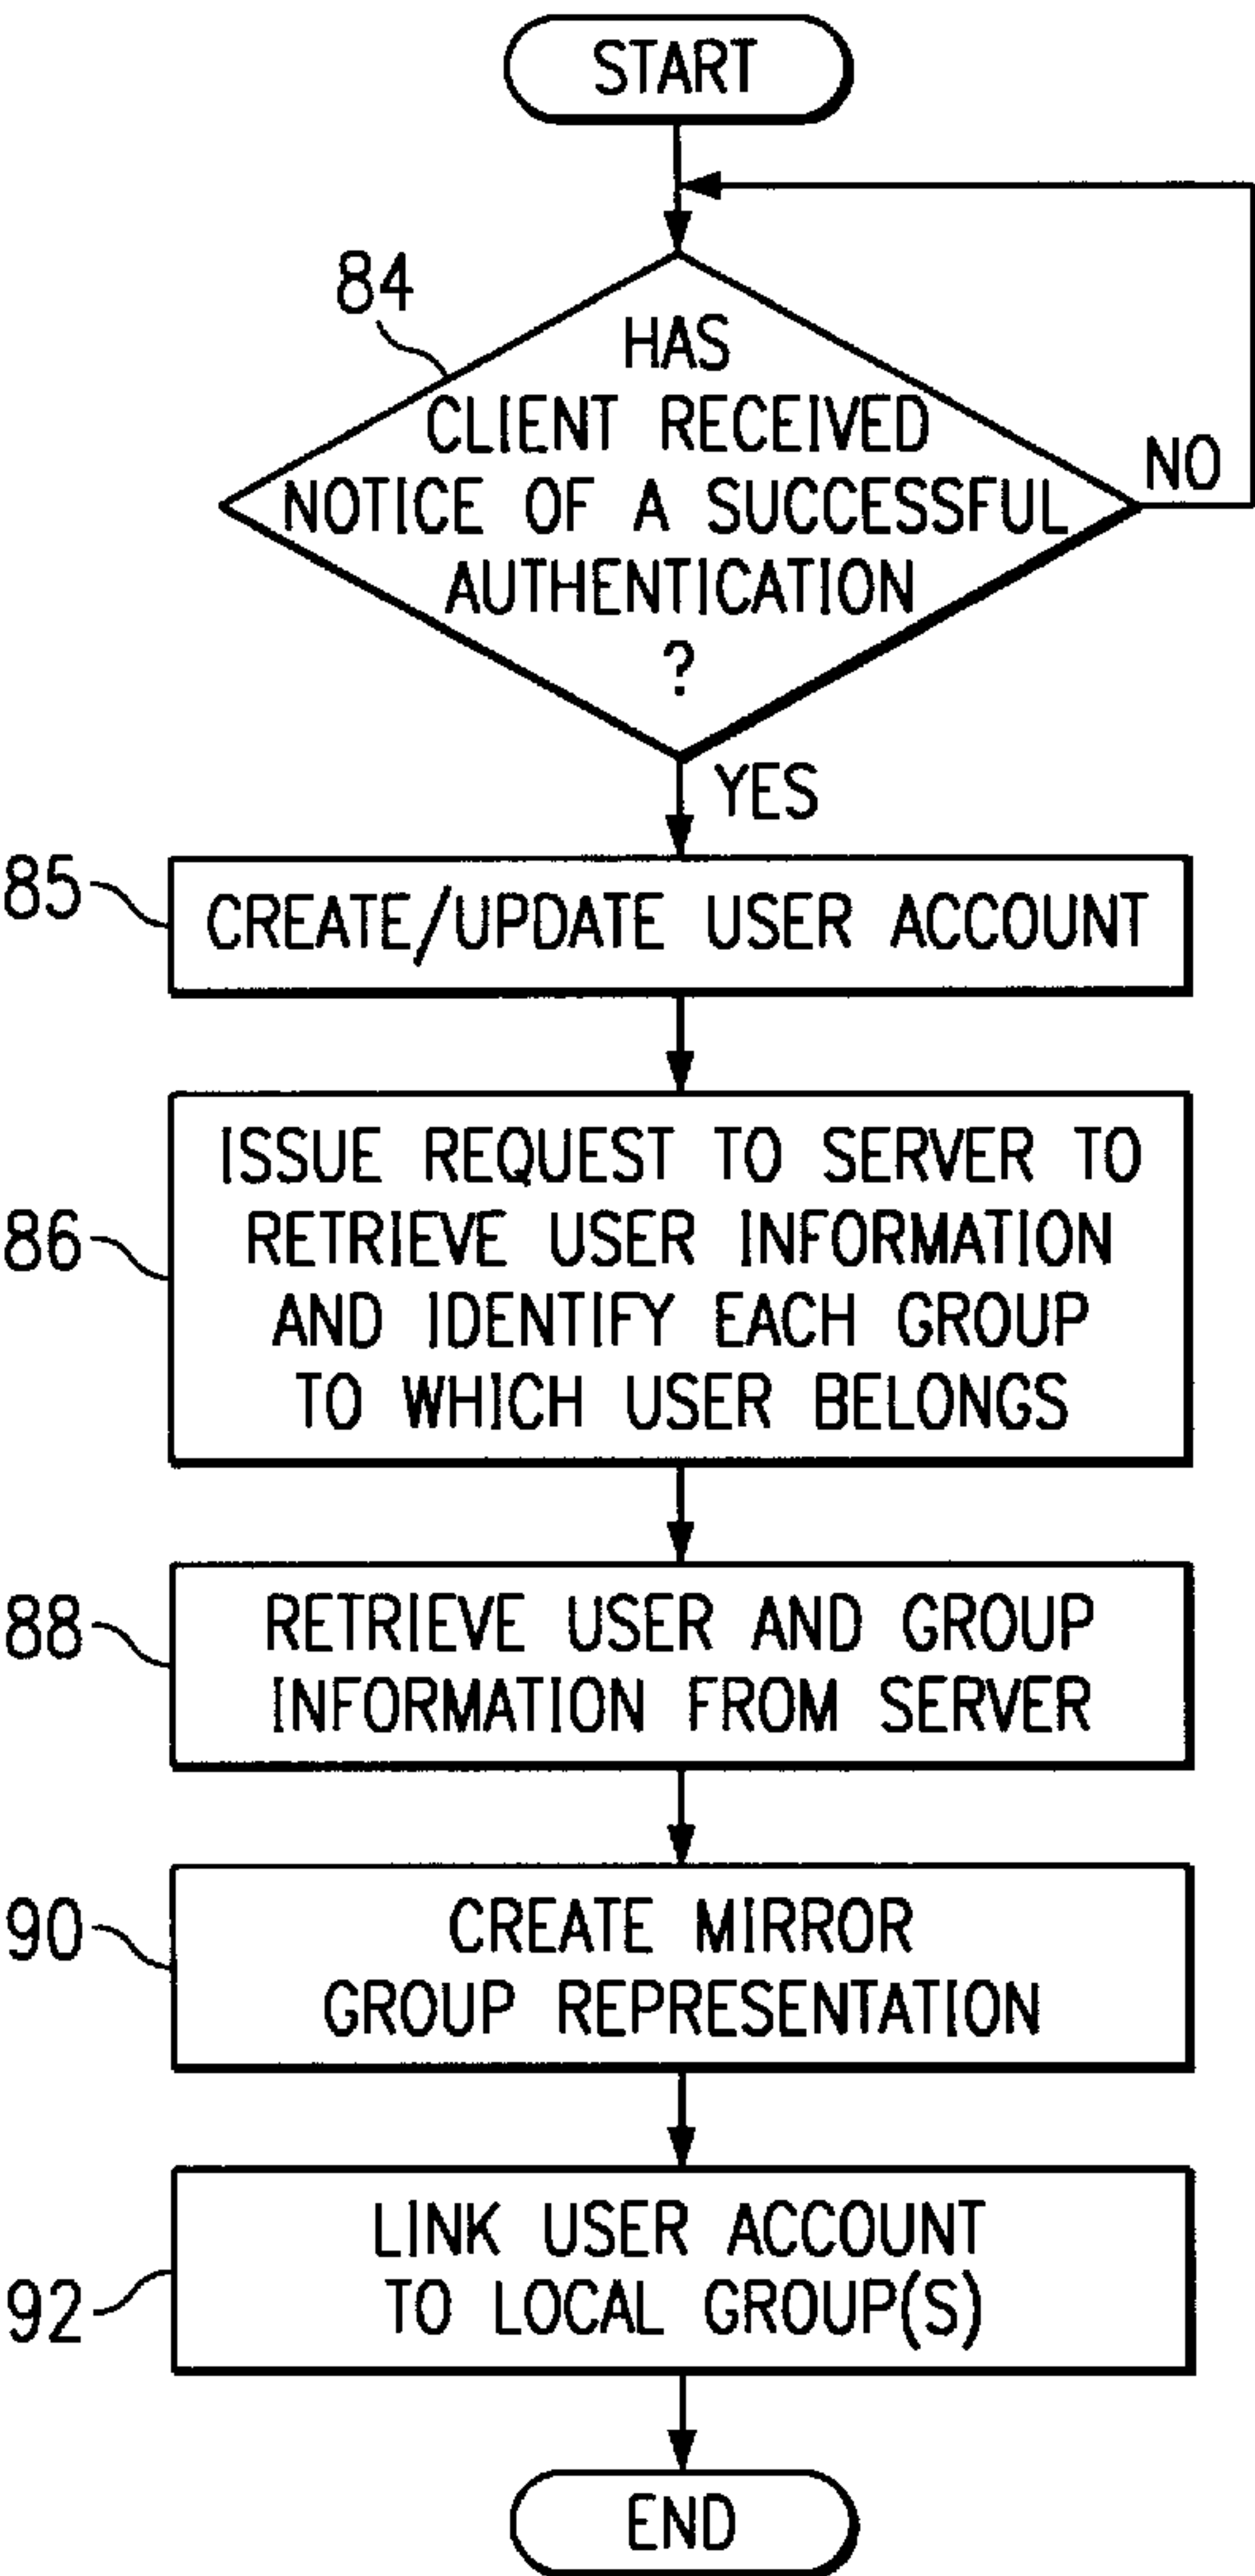 START
84
HAS
CLIENT RECEIVED
NOTICE OF A SUCCESSFUL
AUTHENTICATION
?
NO
YES
85
CREATE/UPDATE USER ACCOUNT
86
ISSUE REQUEST TO SERVER TO
RETRIEVE USER INFORMATION
AND IDENTIFY EACH GROUP
TO WHICH USER BELONGS
88
RETRIEVE USER AND GROUP
INFORMATION FROM SERVER
90
CREATE MIRROR
GROUP REPRESENTATION
92
LINK USER ACCOUNT
TO LOCAL GROUP(S)
END